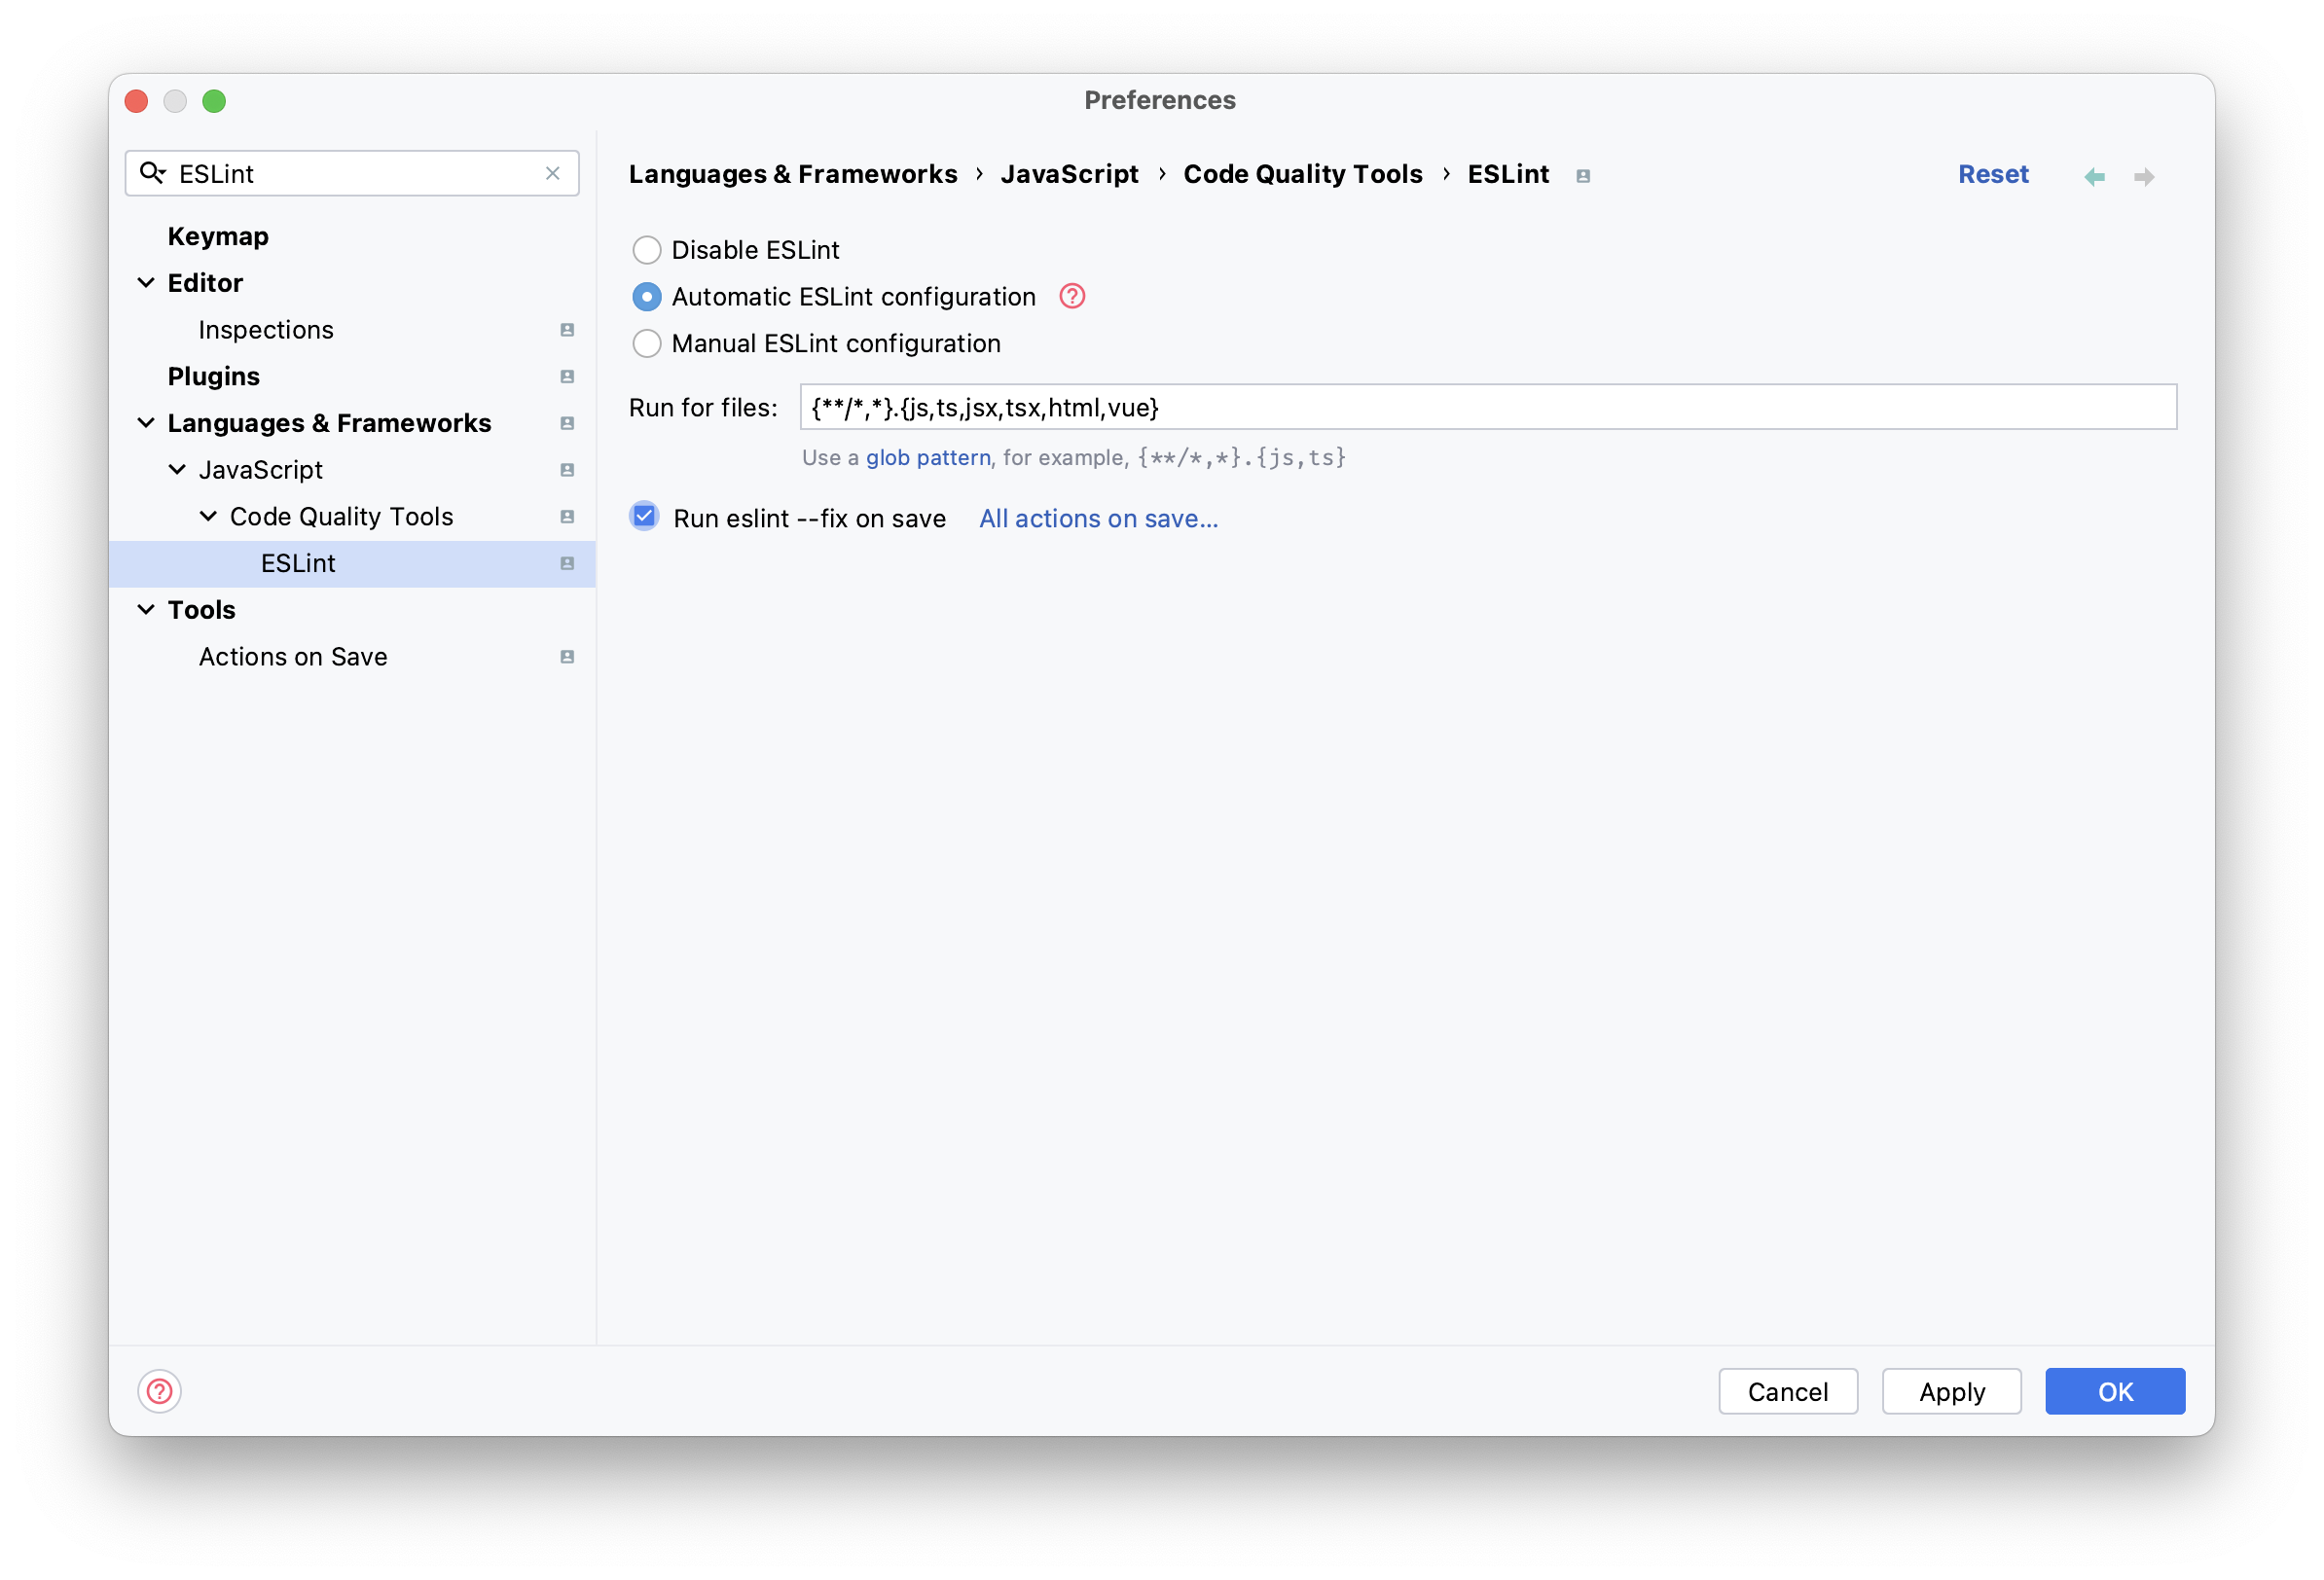 Preferences
ESLint
Keymap
Editor
Inspections
Plugins
Languages & Frameworks
JavaScript
Code Quality Tools
ESLint
Tools
Actions on Save
Languages & Frameworks › JavaScript › Code Quality Tools › ESLint
Reset
Disable ESLint
Automatic ESLint configuration ?
Manual ESLint configuration
Run for files: {**/*,*}.{js,ts,jsx,tsx,html,vue}
Use a glob pattern, for example, {**/*,*}.{js,ts}
Run eslint --fix on save All actions on save...
?
Cancel Apply OK